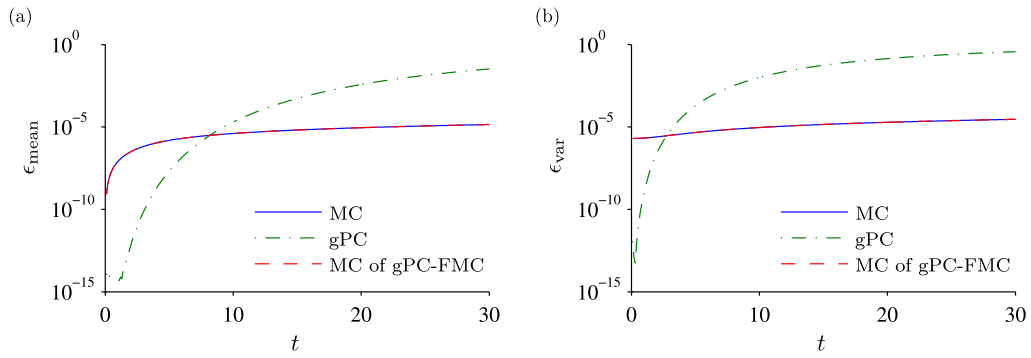 (a)
10^0
10^-5
10^-10
10^-15
ϵmean
MC
gPC
MC of gPC-FMC
0 10 20 30
t
(b)
10^0
10^-5
10^-10
10^-15
ϵvar
MC
gPC
MC of gPC-FMC
0 10 20 30
t